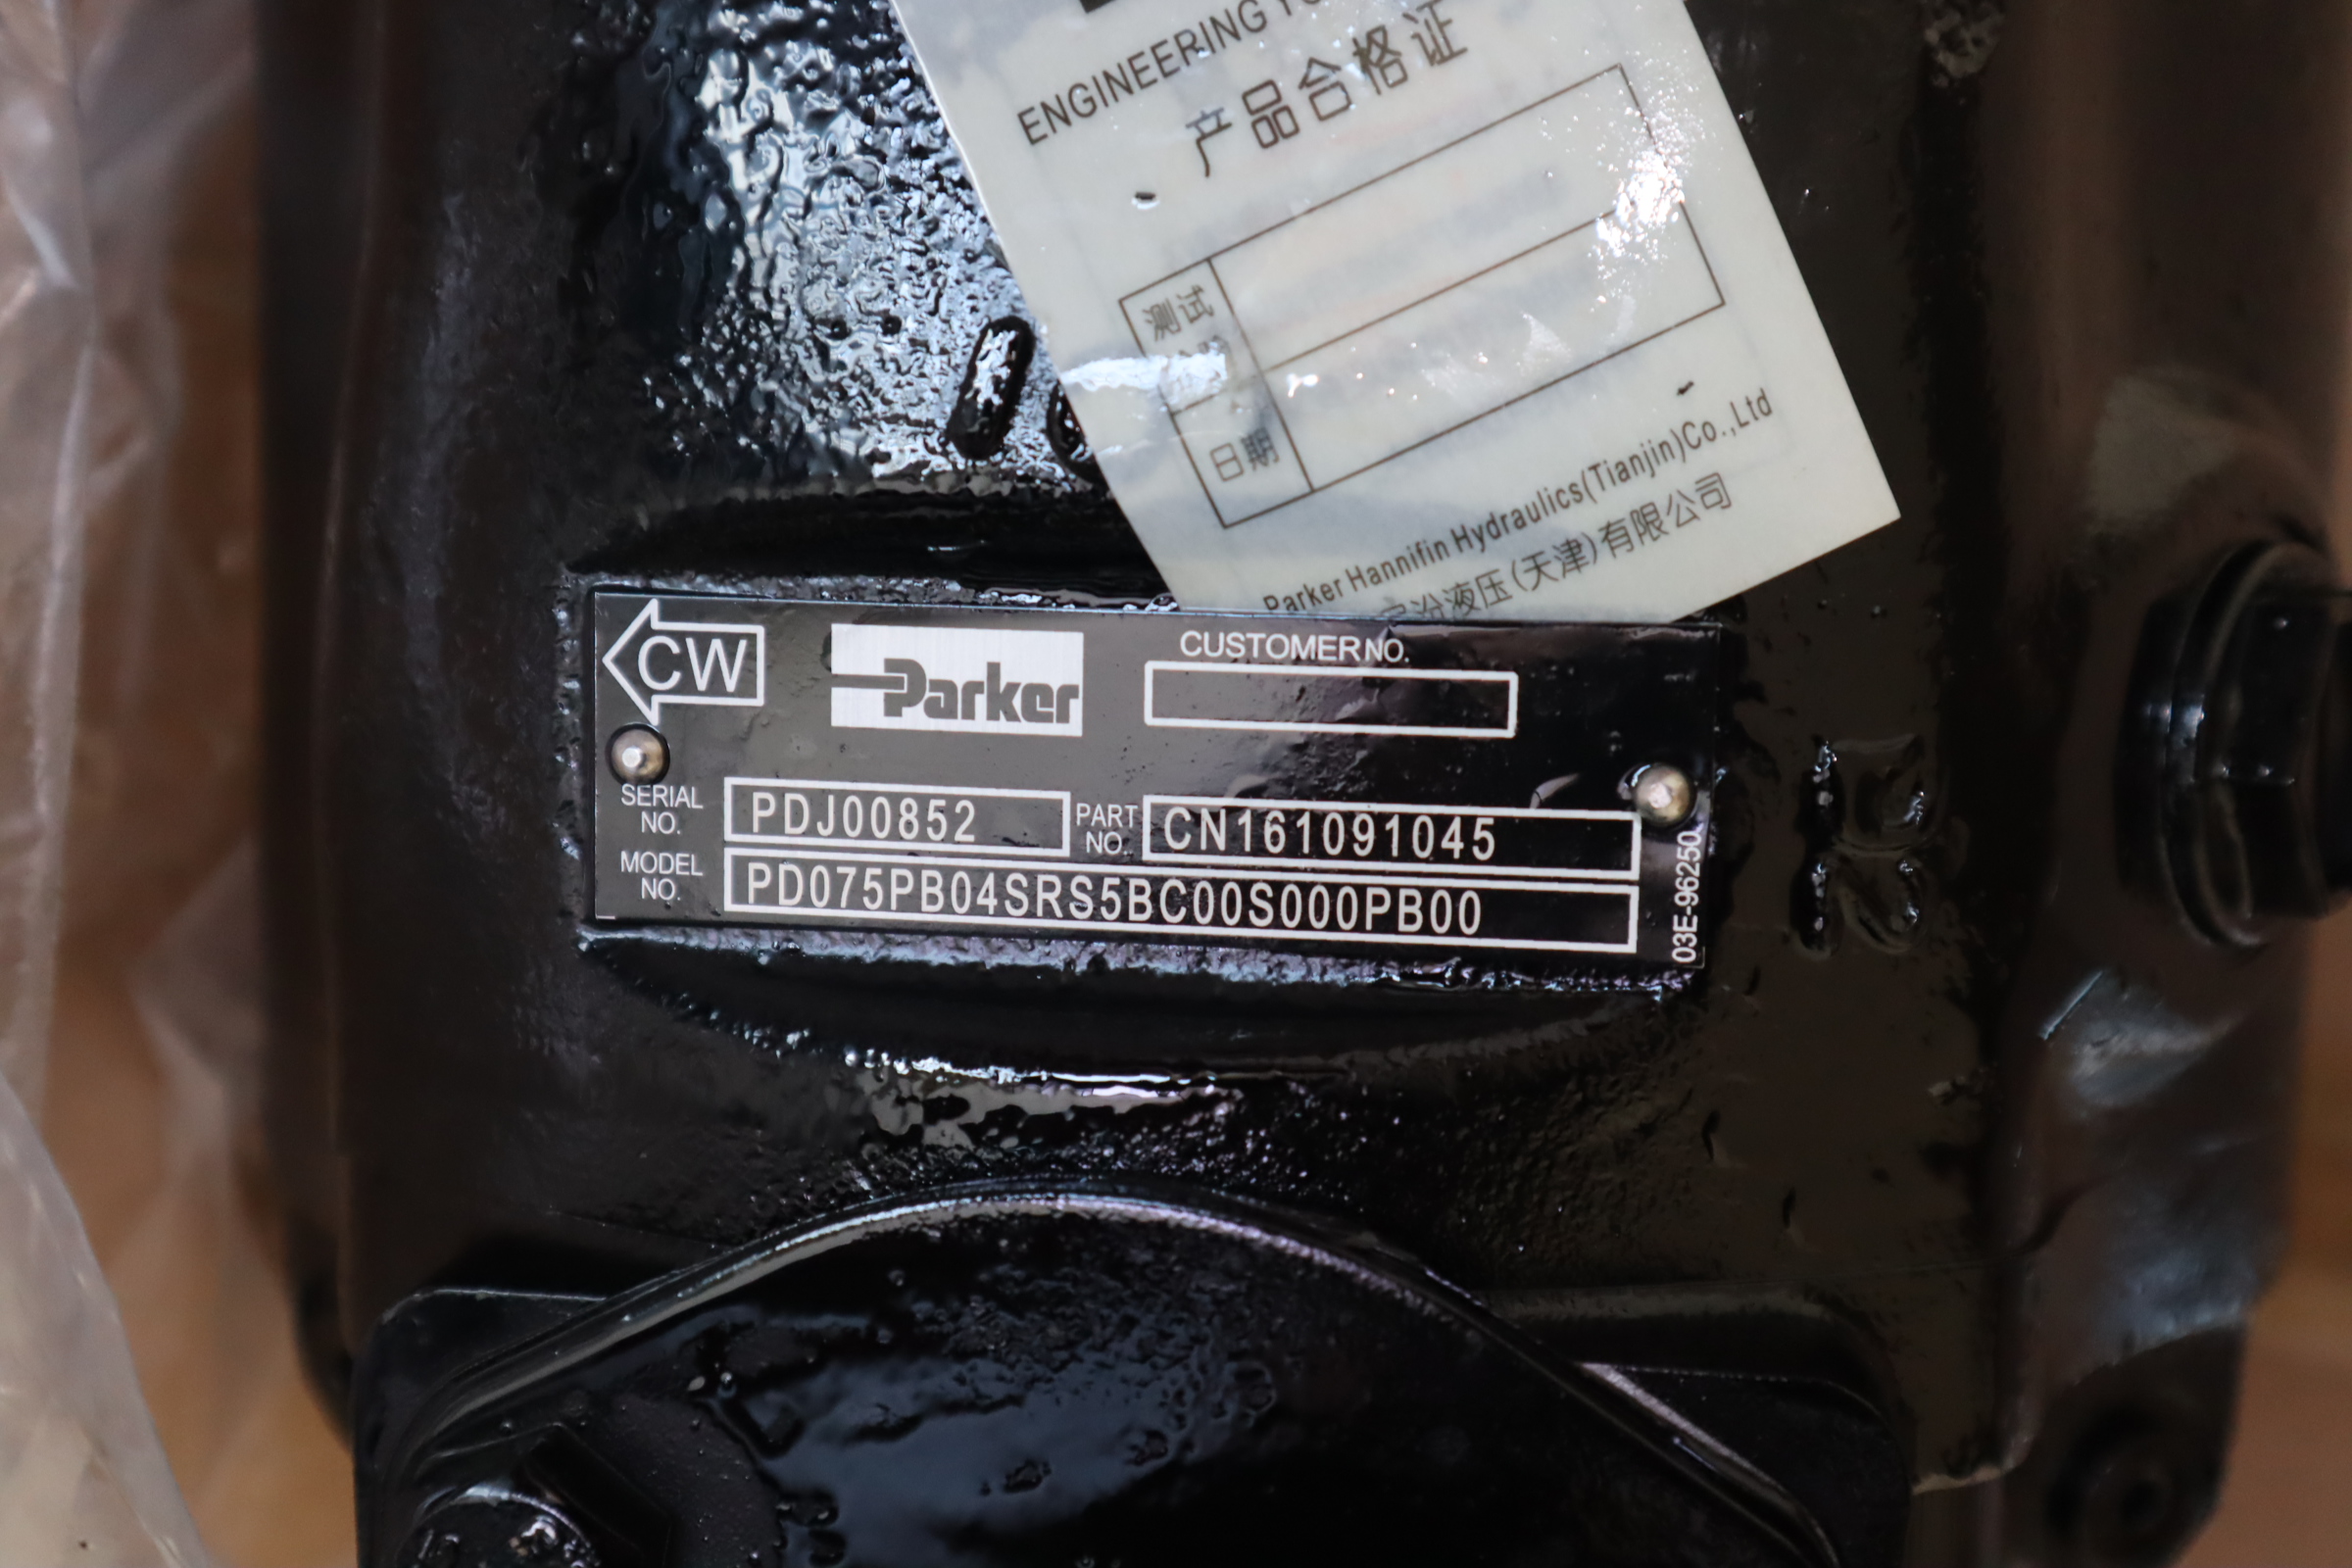 ENGINEERING
产品合格证
测试
日期
Parker Hannifin Hydraulics(Tianjin)Co.,Ltd
液压(天津)有限公司
CW
Parker
CUSTOMER NO.
SERIAL NO.
PDJ00852
PART NO.
CN161091045
MODEL NO.
PD075PB04SRS5BC00S000PB00
03E-96250